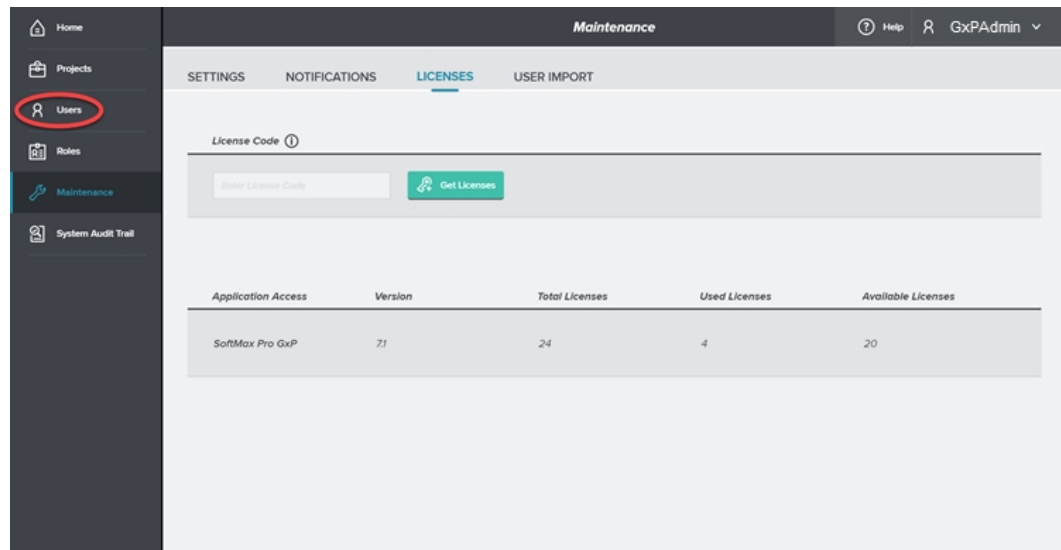 Home
Maintenance
Help
GxPAdmin
Projects
SETTINGS NOTIFICATIONS LICENSES USER IMPORT
Users
License Code
Roles
Enter License Code
Get Licenses
Maintenance
System Audit Trail
Application Access Version Total Licenses Used Licenses Available Licenses
SoftMax Pro GxP 7.1 24 4 20